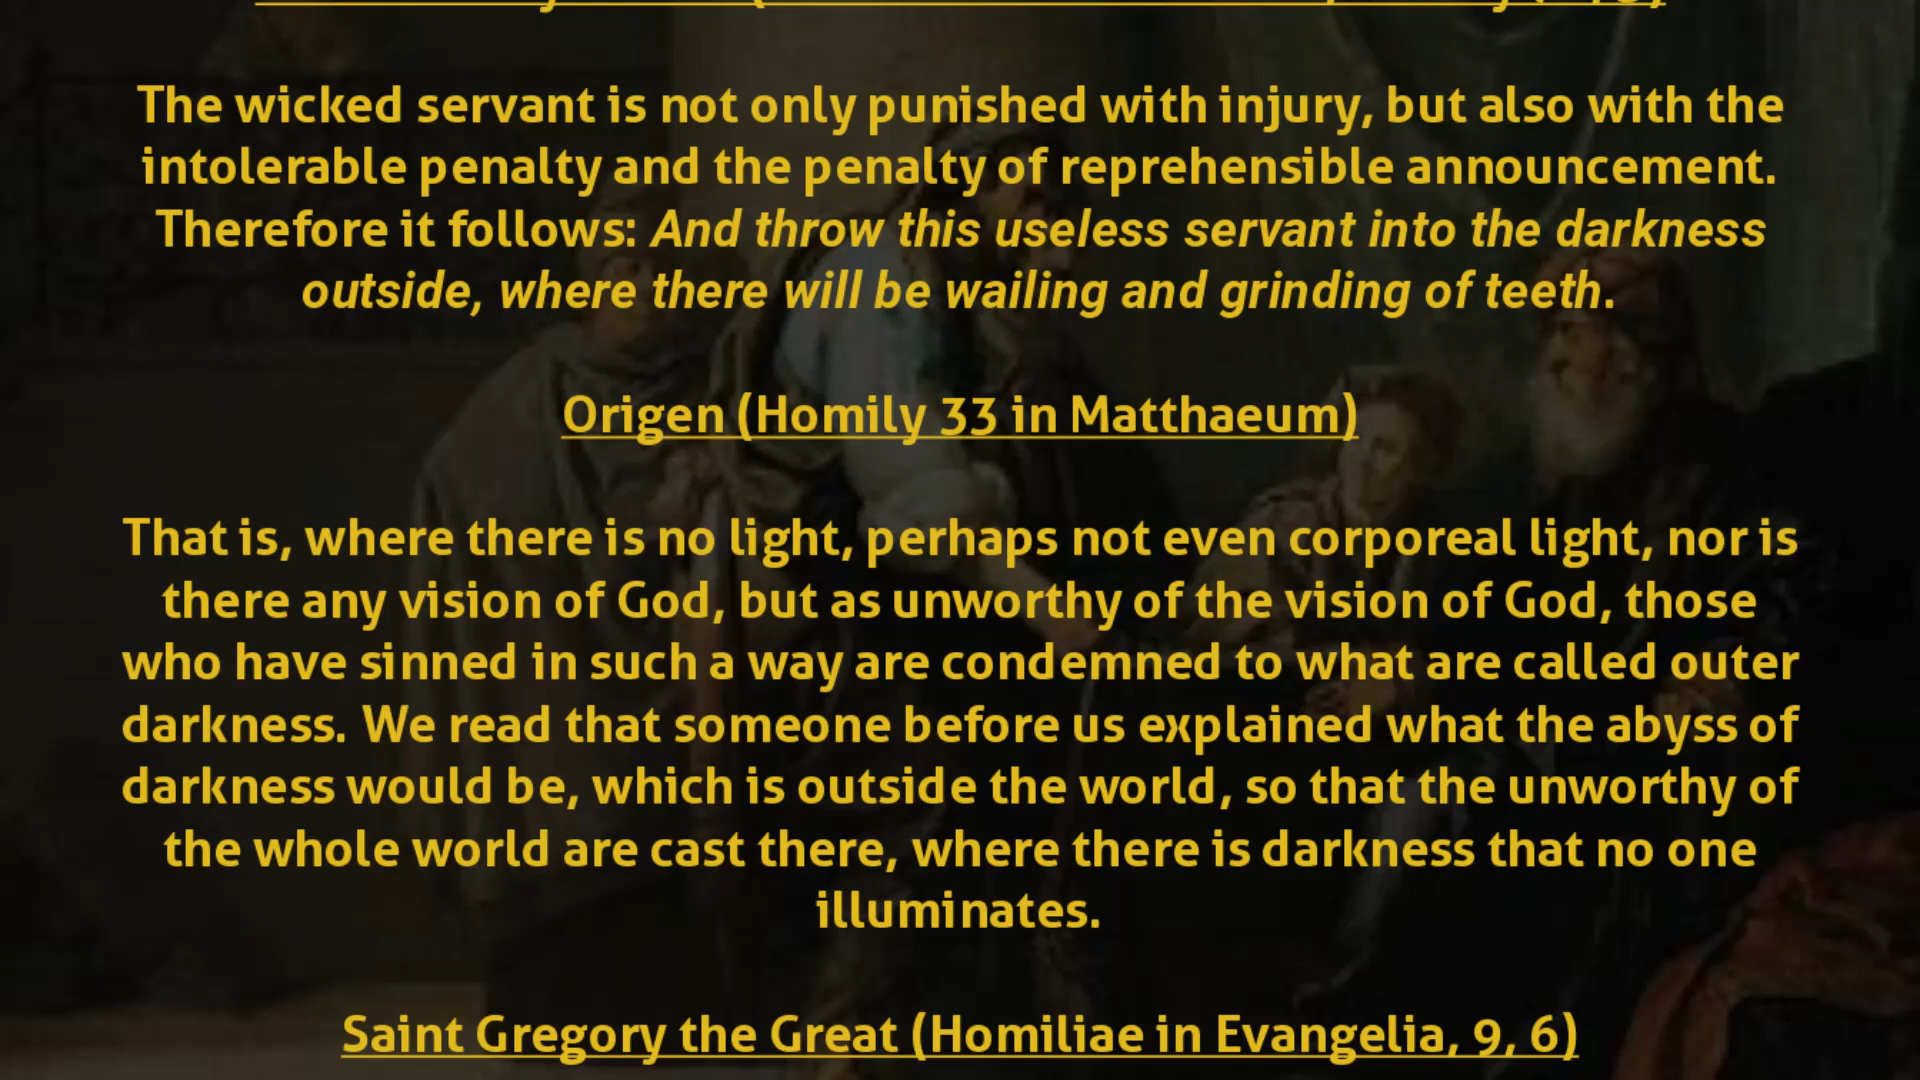 The wicked servant is not only punished with injury, but also with the
intolerable penalty and the penalty of reprehensible announcement.
Therefore it follows: And throw this useless servant into the darkness
outside, where there will be wailing and grinding of teeth.
Origen (Homily 33 in Matthaeum)
That is, where there is no light, perhaps not even corporeal light, nor is
there any vision of God, but as unworthy of the vision of God, those
who have sinned in such a way are condemned to what are called outer
darkness. We read that someone before us explained what the abyss of
darkness would be, which is outside the world, so that the unworthy of
the whole world are cast there, where there is darkness that no one
illuminates.
Saint Gregory the Great (Homiliae in Evangelia, 9, 6)